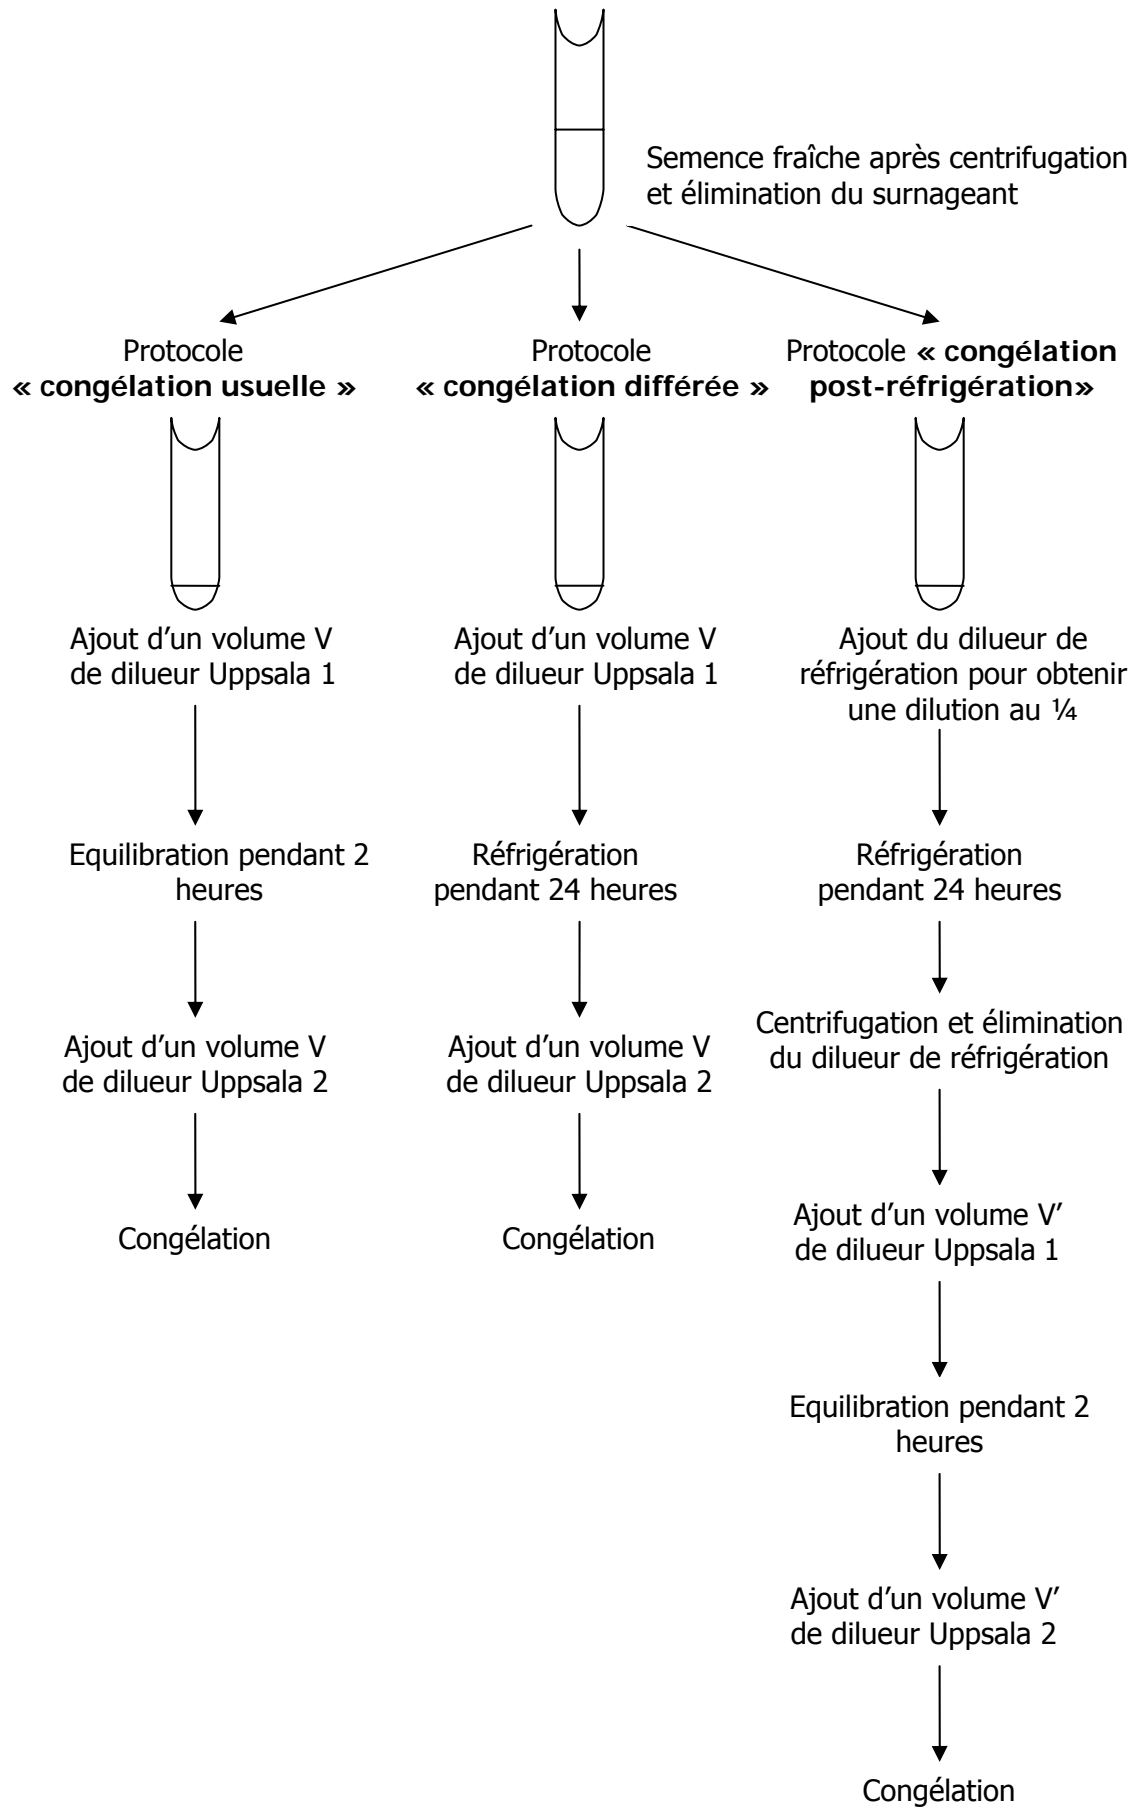 Semence fraîche après centrifugation
et élimination du surnageant
Protocole
« congélation usuelle »
Protocole
« congélation différée »
Protocole « congélation
post-réfrigération»
Ajout d’un volume V
de dilueur Uppsala 1
Equilibration pendant 2
heures
Ajout d’un volume V
de dilueur Uppsala 2
Congélation
Ajout d’un volume V
de dilueur Uppsala 1
Réfrigération
pendant 24 heures
Ajout d’un volume V
de dilueur Uppsala 2
Congélation
Ajout du dilueur de
réfrigération pour obtenir
une dilution au ¼
Réfrigération
pendant 24 heures
Centrifugation et élimination
du dilueur de réfrigération
Ajout d’un volume V’
de dilueur Uppsala 1
Equilibration pendant 2
heures
Ajout d’un volume V’
de dilueur Uppsala 2
Congélation